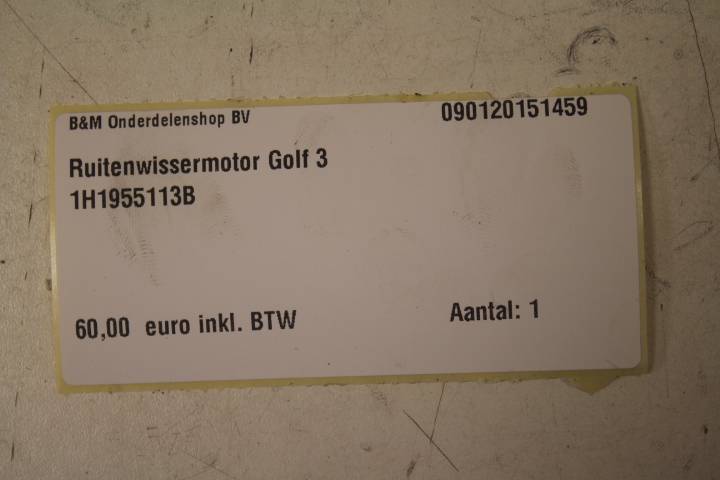 B&M Onderdelenshop BV
090120151459
Ruitenwissermotor Golf 3
1H1955113B
60,00 euro inkl. BTW
Aantal: 1